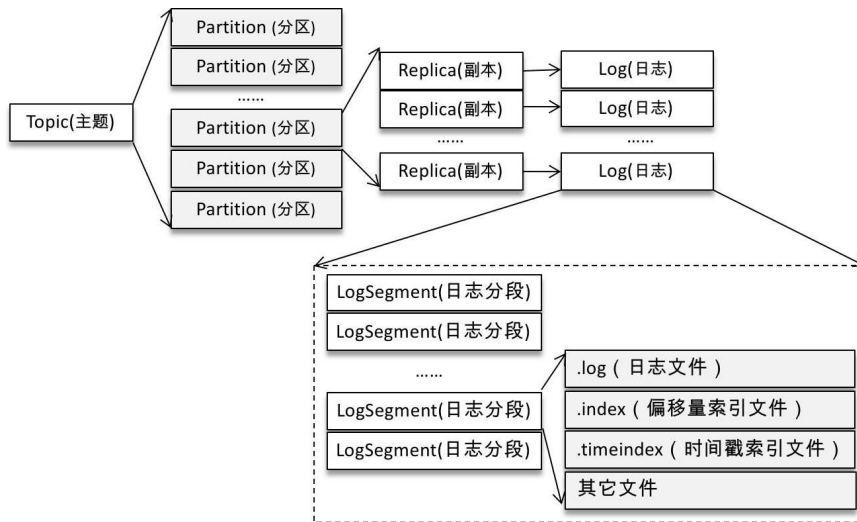 Topic(主题)
Partition (分区)
Partition (分区)
……
Partition (分区)
Partition (分区)
Partition (分区)
Replica(副本)
Replica(副本)
……
Replica(副本)
Log(日志)
Log(日志)
……
Log(日志)
LogSegment(日志分段)
LogSegment(日志分段)
……
LogSegment(日志分段)
LogSegment(日志分段)
.log（日志文件）
.index（偏移量索引文件）
.timeindex（时间戳索引文件）
其它文件